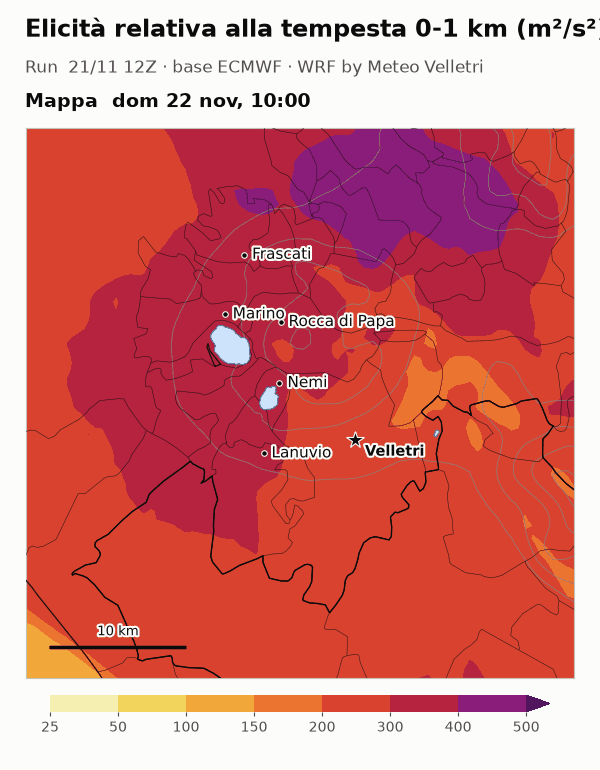 Elicità relativa alla tempesta 0-1 km (m²/s²)
Run 21/11 12Z · base ECMWF · WRF by Meteo Velletri
Mappa dom 22 nov, 10:00
Frascati
Marino
Rocca di Papa
Nemi
Velletri
Lanuvio
10 km
25 50 100 150 200 300 400 500